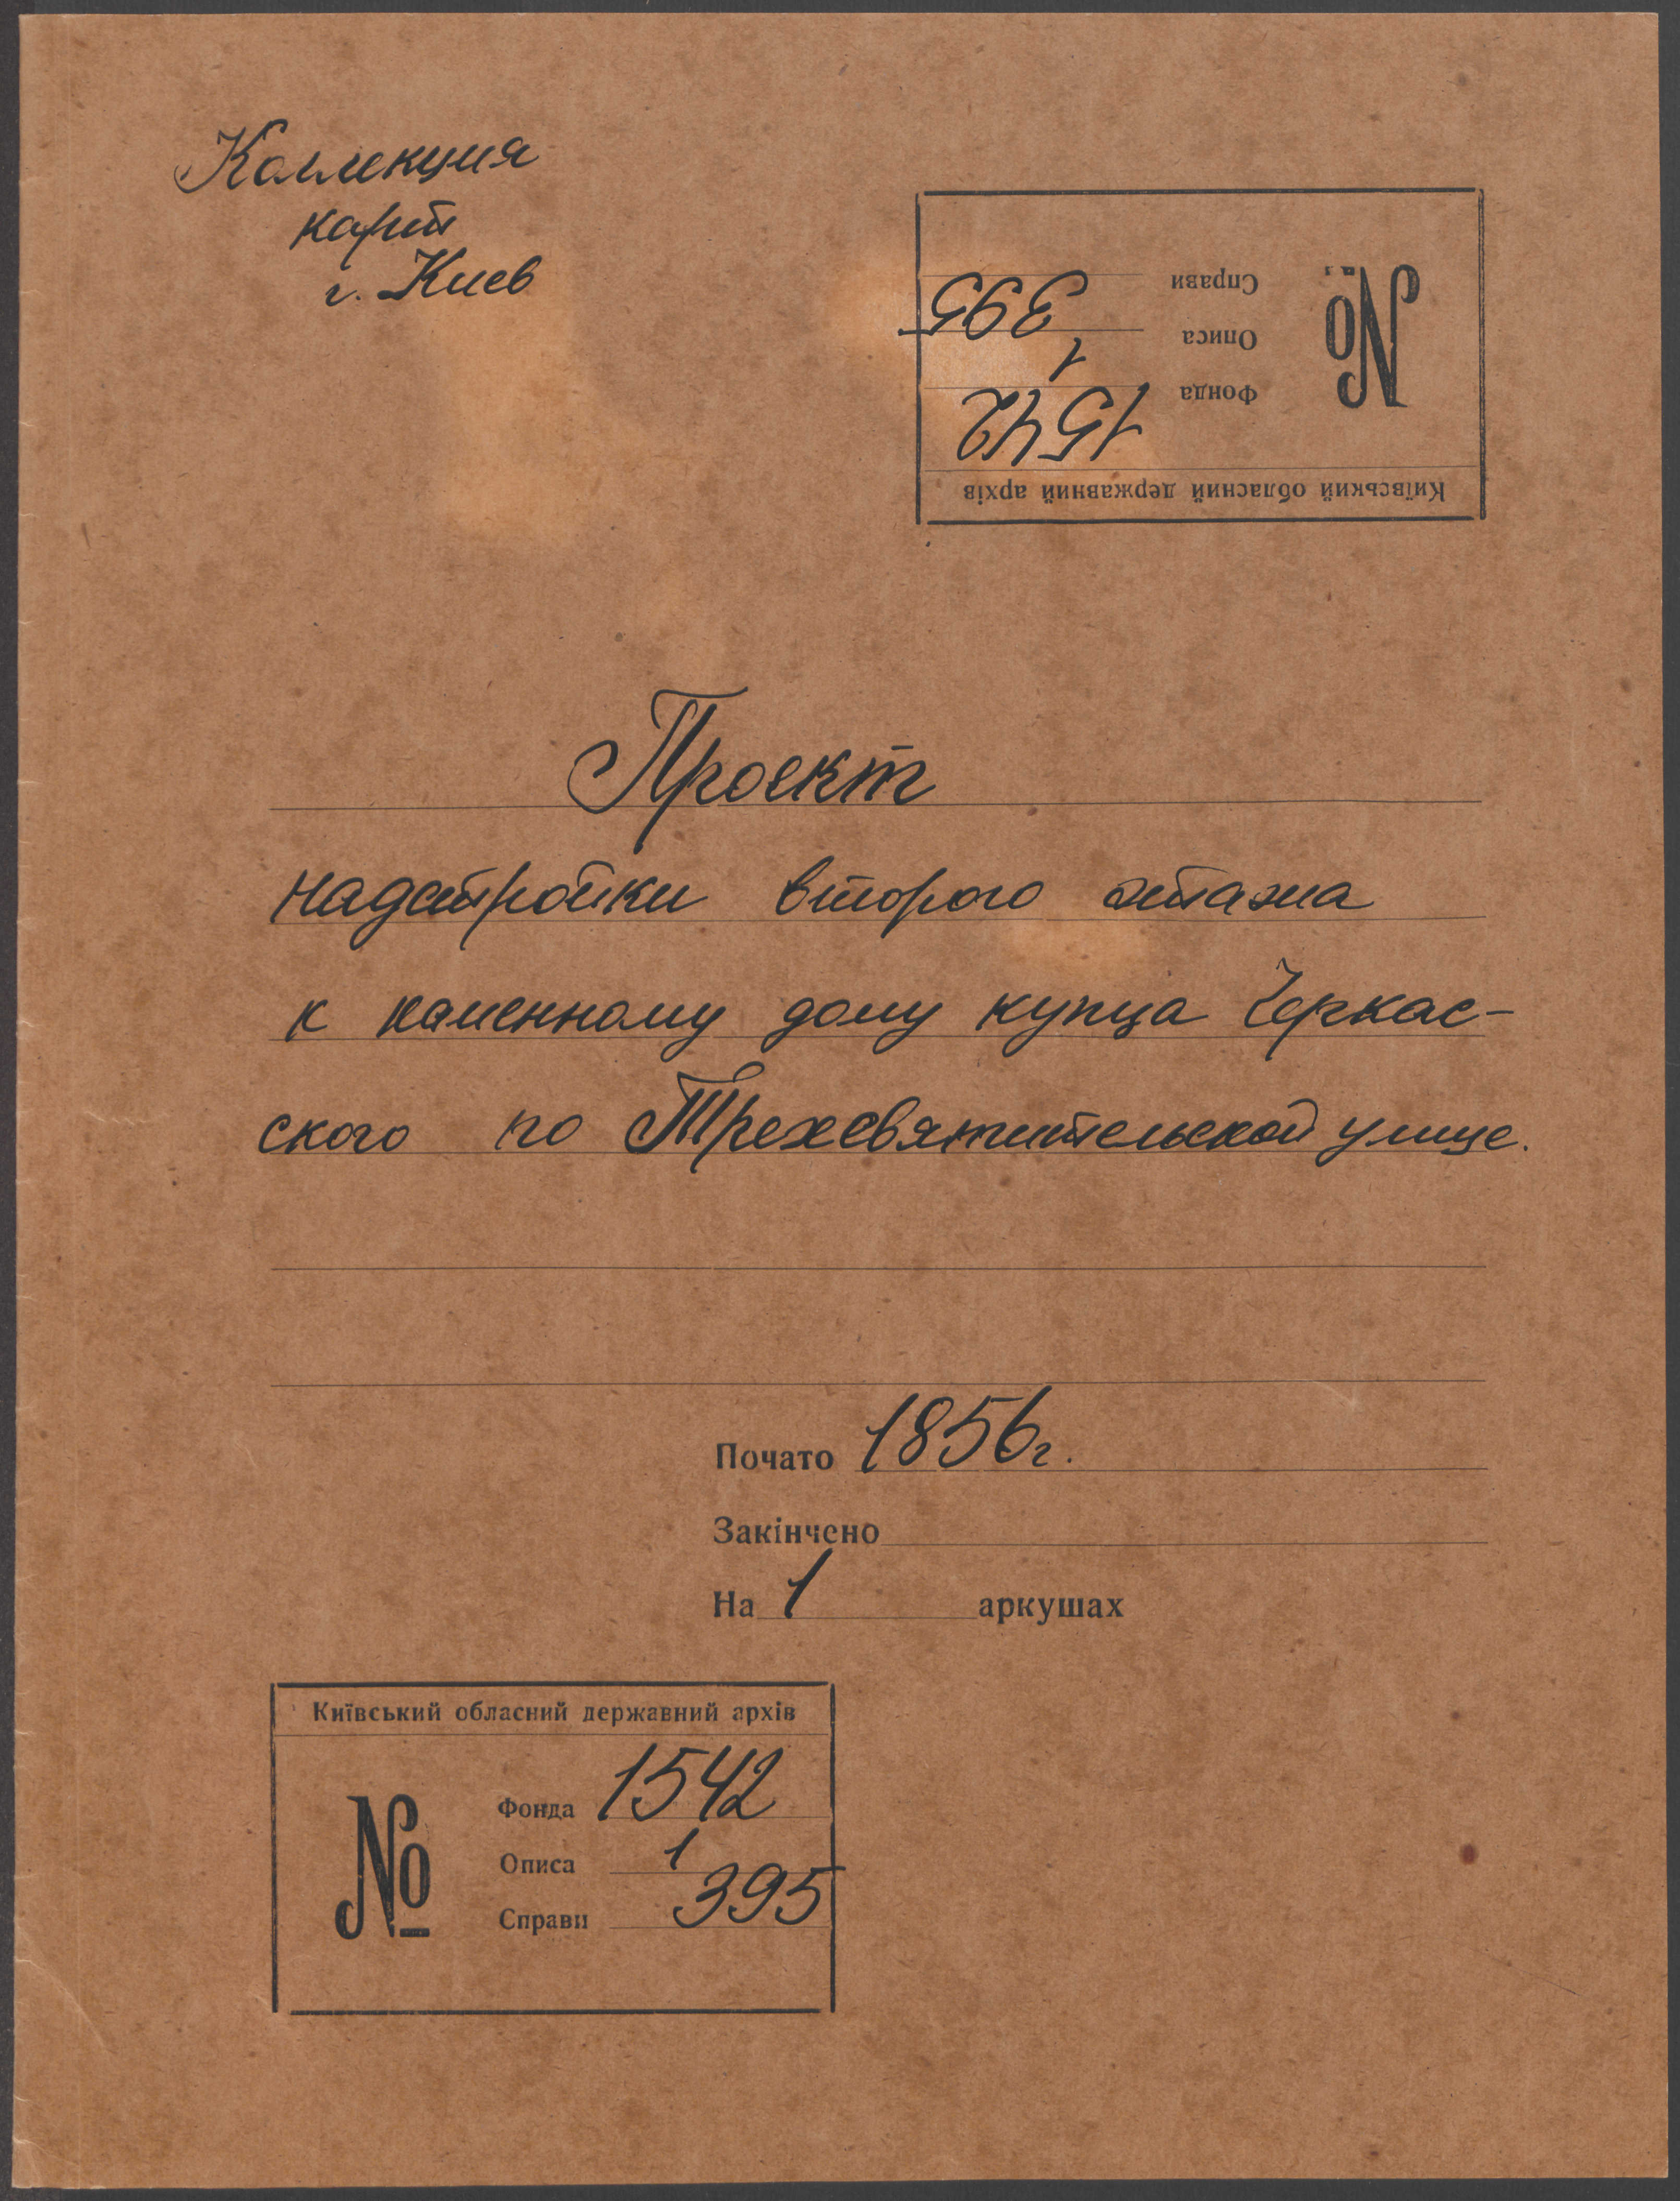 Коллекция
карт
г. Киев
Київський обласний державний архів
№
Фонда 1542
Описа 1
Справи 395
Проект
надстройки второго этажа
к каменному дому купца Черкас-
ского по Трехсвятительской улице.
Почато 1856г.
Закінчено
На 1 аркушах
Київський обласний державний архів
№
Фонда 1542
Описа 1
Справи 395